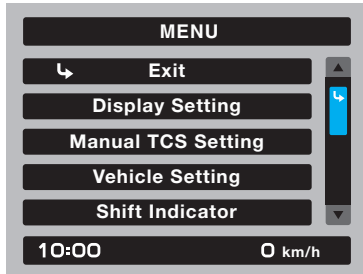 MENU
Exit
Display Setting
Manual TCS Setting
Vehicle Setting
Shift Indicator
10:00 0 km/h